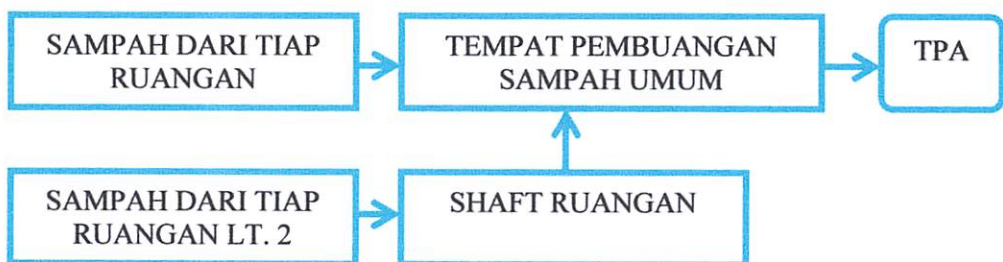 SAMPAH DARI TIAP
RUANGAN
TEMPAT PEMBUANGAN
SAMPAH UMUM
TPA
SAMPAH DARI TIAP
RUANGAN LT. 2
SHAFT RUANGAN